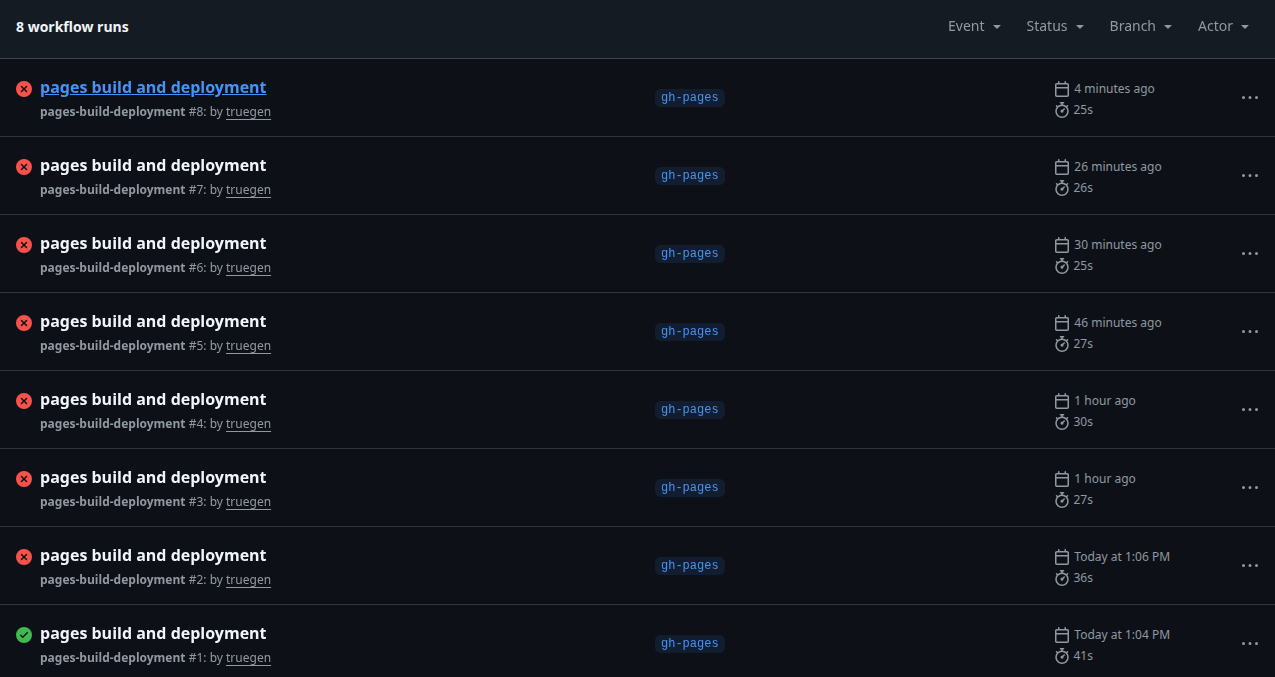 8 workflow runs
Event Status Branch Actor
pages build and deployment
pages-build-deployment #8: by truegen
gh-pages
4 minutes ago
25s
pages build and deployment
pages-build-deployment #7: by truegen
gh-pages
26 minutes ago
26s
pages build and deployment
pages-build-deployment #6: by truegen
gh-pages
30 minutes ago
25s
pages build and deployment
pages-build-deployment #5: by truegen
gh-pages
46 minutes ago
27s
pages build and deployment
pages-build-deployment #4: by truegen
gh-pages
1 hour ago
30s
pages build and deployment
pages-build-deployment #3: by truegen
gh-pages
1 hour ago
27s
pages build and deployment
pages-build-deployment #2: by truegen
gh-pages
Today at 1:06 PM
36s
pages build and deployment
pages-build-deployment #1: by truegen
gh-pages
Today at 1:04 PM
41s